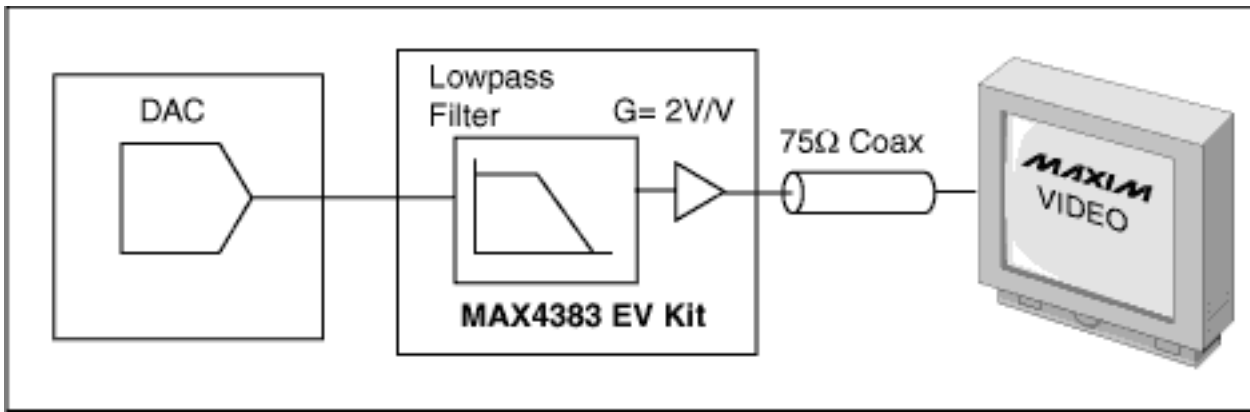 DAC
Lowpass
Filter
G= 2V/V
MAX4383 EV Kit
75Ω Coax
MAXIM
VIDEO